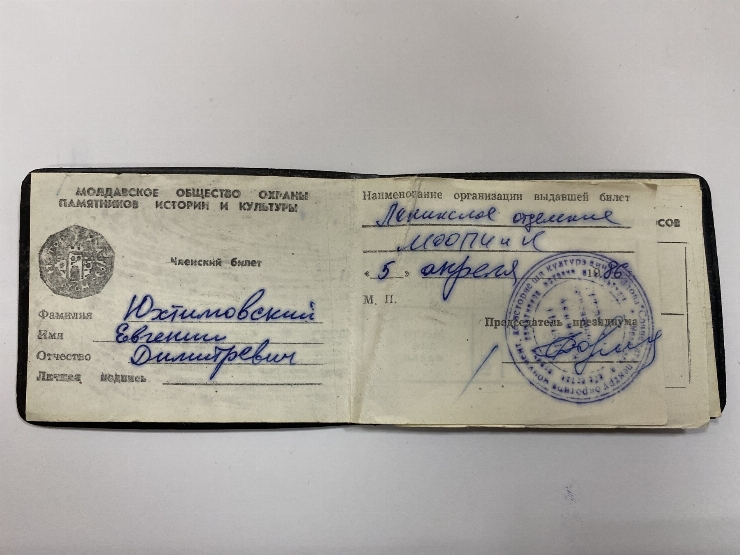 МОЛДАВСКОЕ ОБЩЕСТВО ОХРАНЫ
ПАМЯТНИКОВ ИСТОРИИ И КУЛЬТУРЫ
Членский билет
Фамилия Юхтимовский
Имя Евгений
Отчество Димитревич
Личная подпись
Наименование организации выдавшей билет
Ленинское отделение
МООПИиК
«5» апреля 1986
М. П.
Председатель президиума
СОВ